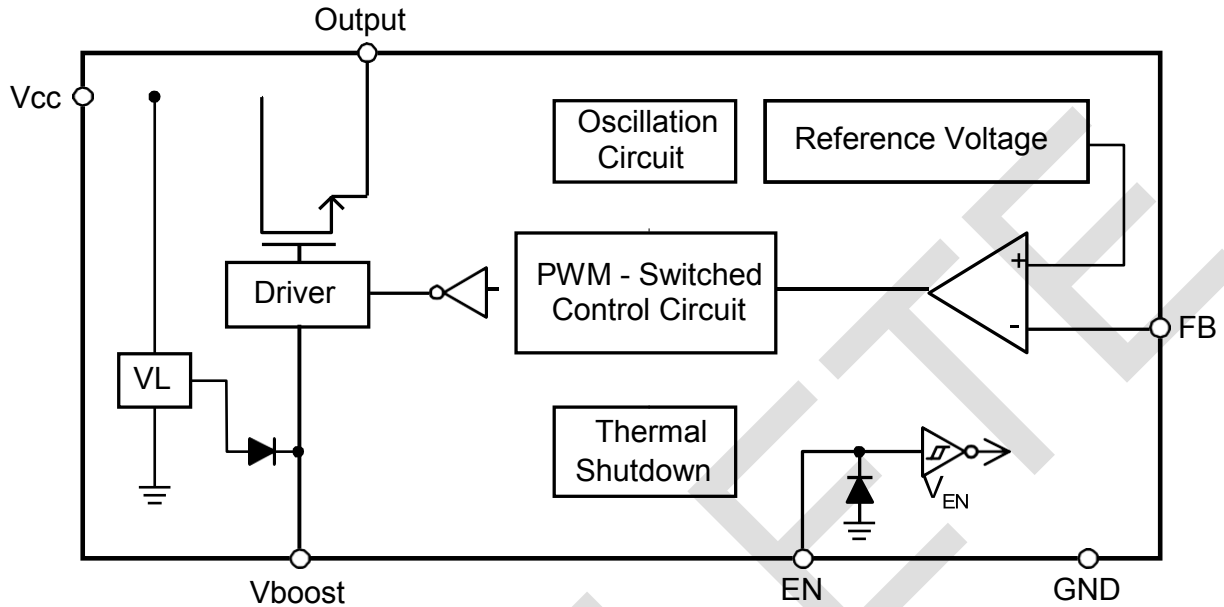 Output
Vcc
Oscillation
Circuit
Reference Voltage
+
PWM - Switched
Control Circuit
Driver
-
FB
VL
Thermal
Shutdown
VEN
Vboost
EN
GND